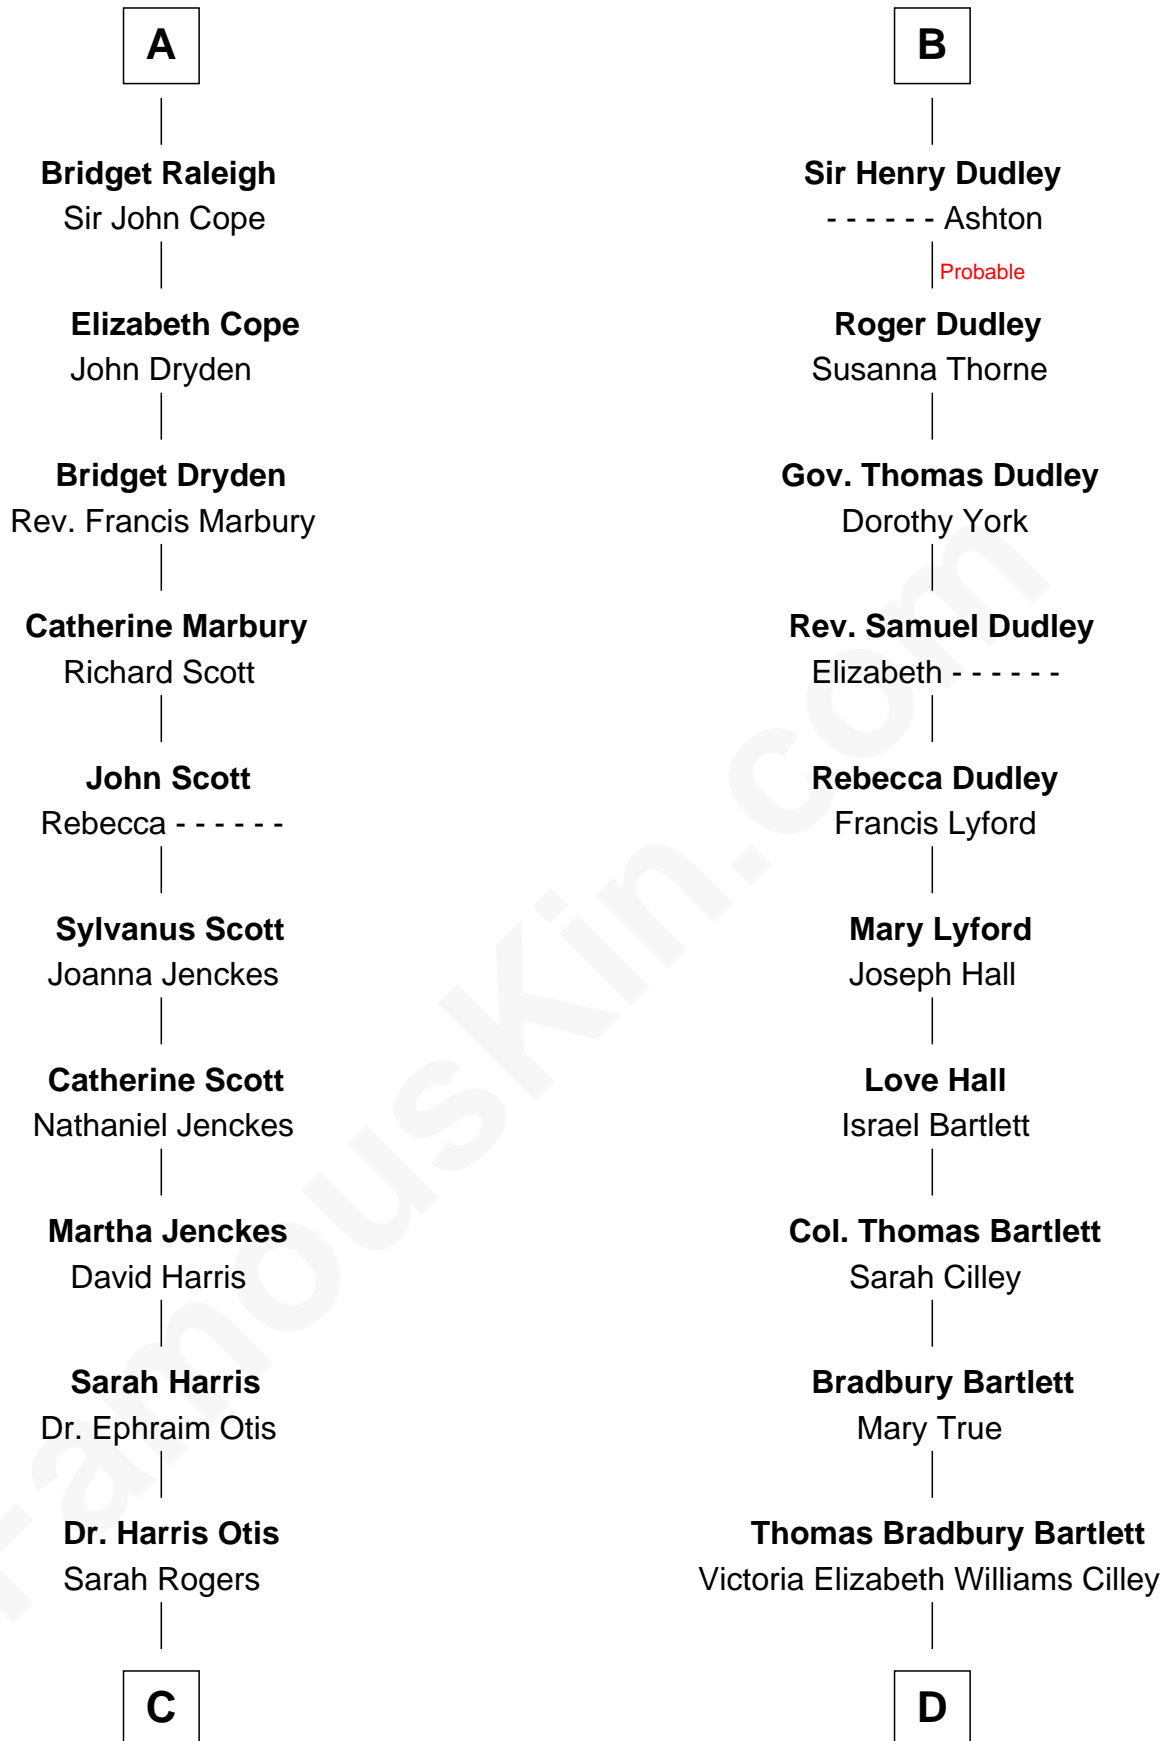 A
Bridget Raleigh
Sir John Cope
Elizabeth Cope
John Dryden
Bridget Dryden
Rev. Francis Marbury
Catherine Marbury
Richard Scott
John Scott
Rebecca - - - - - -
Sylvanus Scott
Joanna Jenckes
Catherine Scott
Nathaniel Jenckes
Martha Jenckes
David Harris
Sarah Harris
Dr. Ephraim Otis
Dr. Harris Otis
Sarah Rogers
C
B
Sir Henry Dudley
- - - - - - Ashton
Probable
Roger Dudley
Susanna Thorne
Gov. Thomas Dudley
Dorothy York
Rev. Samuel Dudley
Elizabeth - - - - - -
Rebecca Dudley
Francis Lyford
Mary Lyford
Joseph Hall
Love Hall
Israel Bartlett
Col. Thomas Bartlett
Sarah Cilley
Bradbury Bartlett
Mary True
Thomas Bradbury Bartlett
Victoria Elizabeth Williams Cilley
D
FamousKin.com